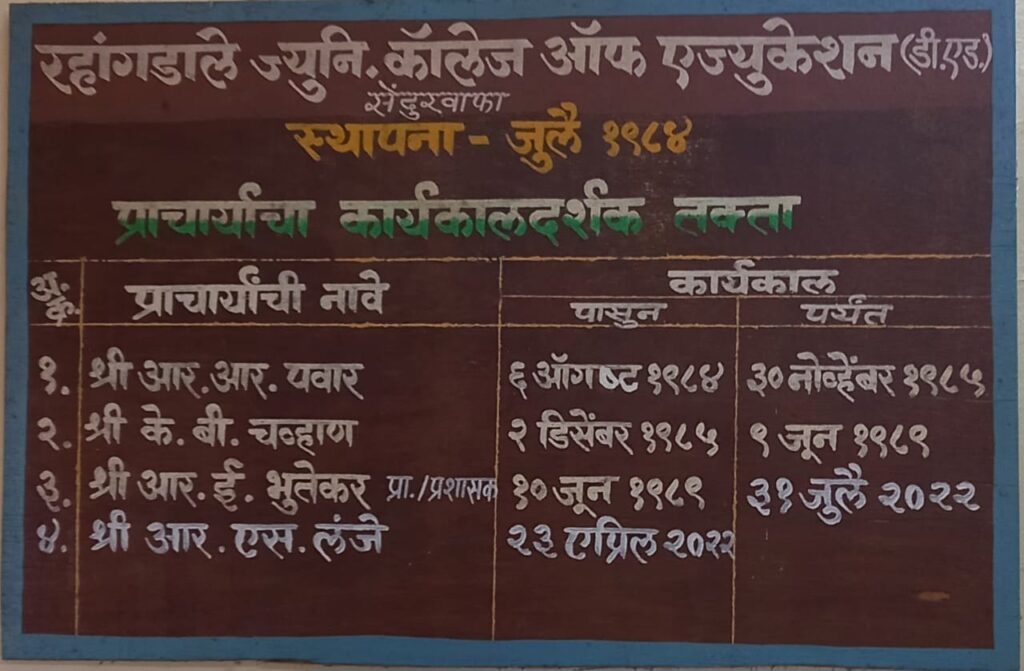 रहांगडाले ज्युनि. कॉलेज ऑफ एज्युकेशन (डी.एड.)
सेंदुरवाफा
स्थापना - जुलै १९८४
प्राचार्याचा कार्यकालदर्शक तक्ता
अ. क्र. प्राचार्यांची नावे कार्यकाल
पासुन पर्यंत
१. श्री आर. आर. पवार ६ ऑगष्ट १९८४ ३० नोव्हेंबर १९८५
२. श्री के. बी. चव्हाण २ डिसेंबर १९८५ ९ जून १९८९
३. श्री आर. ई. भुतेकर प्रा./प्रशासक १० जून १९८९ ३१ जुलै २०२२
४. श्री आर. एस. लंजे २३ एप्रिल २०२२